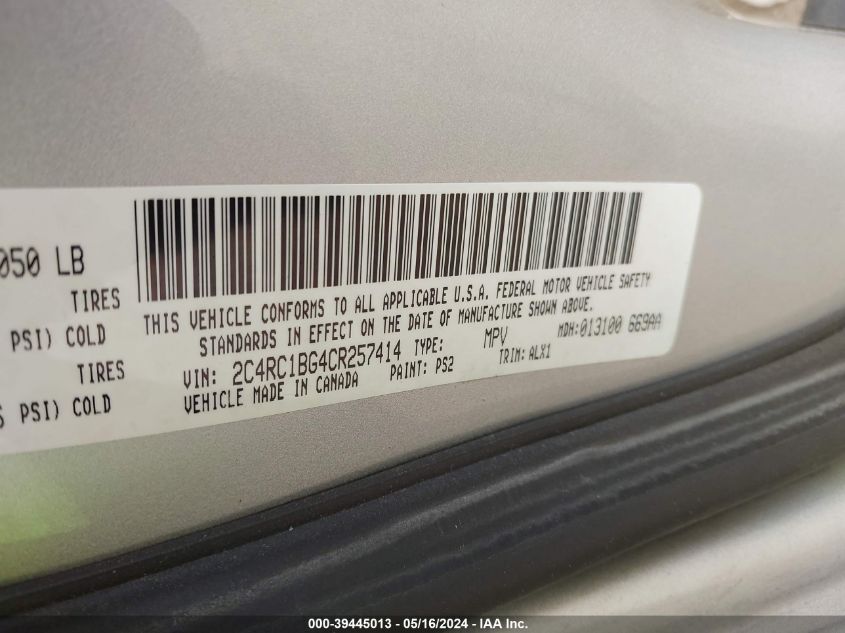 050 LB
TIRES
PSI) COLD
TIRES
PSI) COLD
THIS VEHICLE CONFORMS TO ALL APPLICABLE U.S.A. FEDERAL MOTOR VEHICLE SAFETY
STANDARDS IN EFFECT ON THE DATE OF MANUFACTURE SHOWN ABOVE.
VIN: 2C4RC1BG4CR257414 TYPE: MPV MDH:013100 669AA
VEHICLE MADE IN CANADA PAINT: PS2 TRIM: ALX1
000-39445013 - 05/16/2024 - IAA Inc.